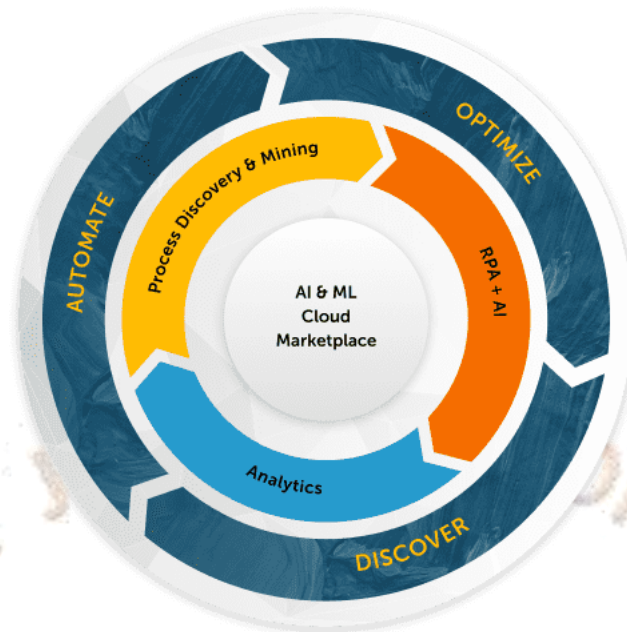 OPTIMIZE
AUTOMATE
Process Discovery & Mining
RPA + AI
AI & ML
Cloud
Marketplace
Analytics
DISCOVER